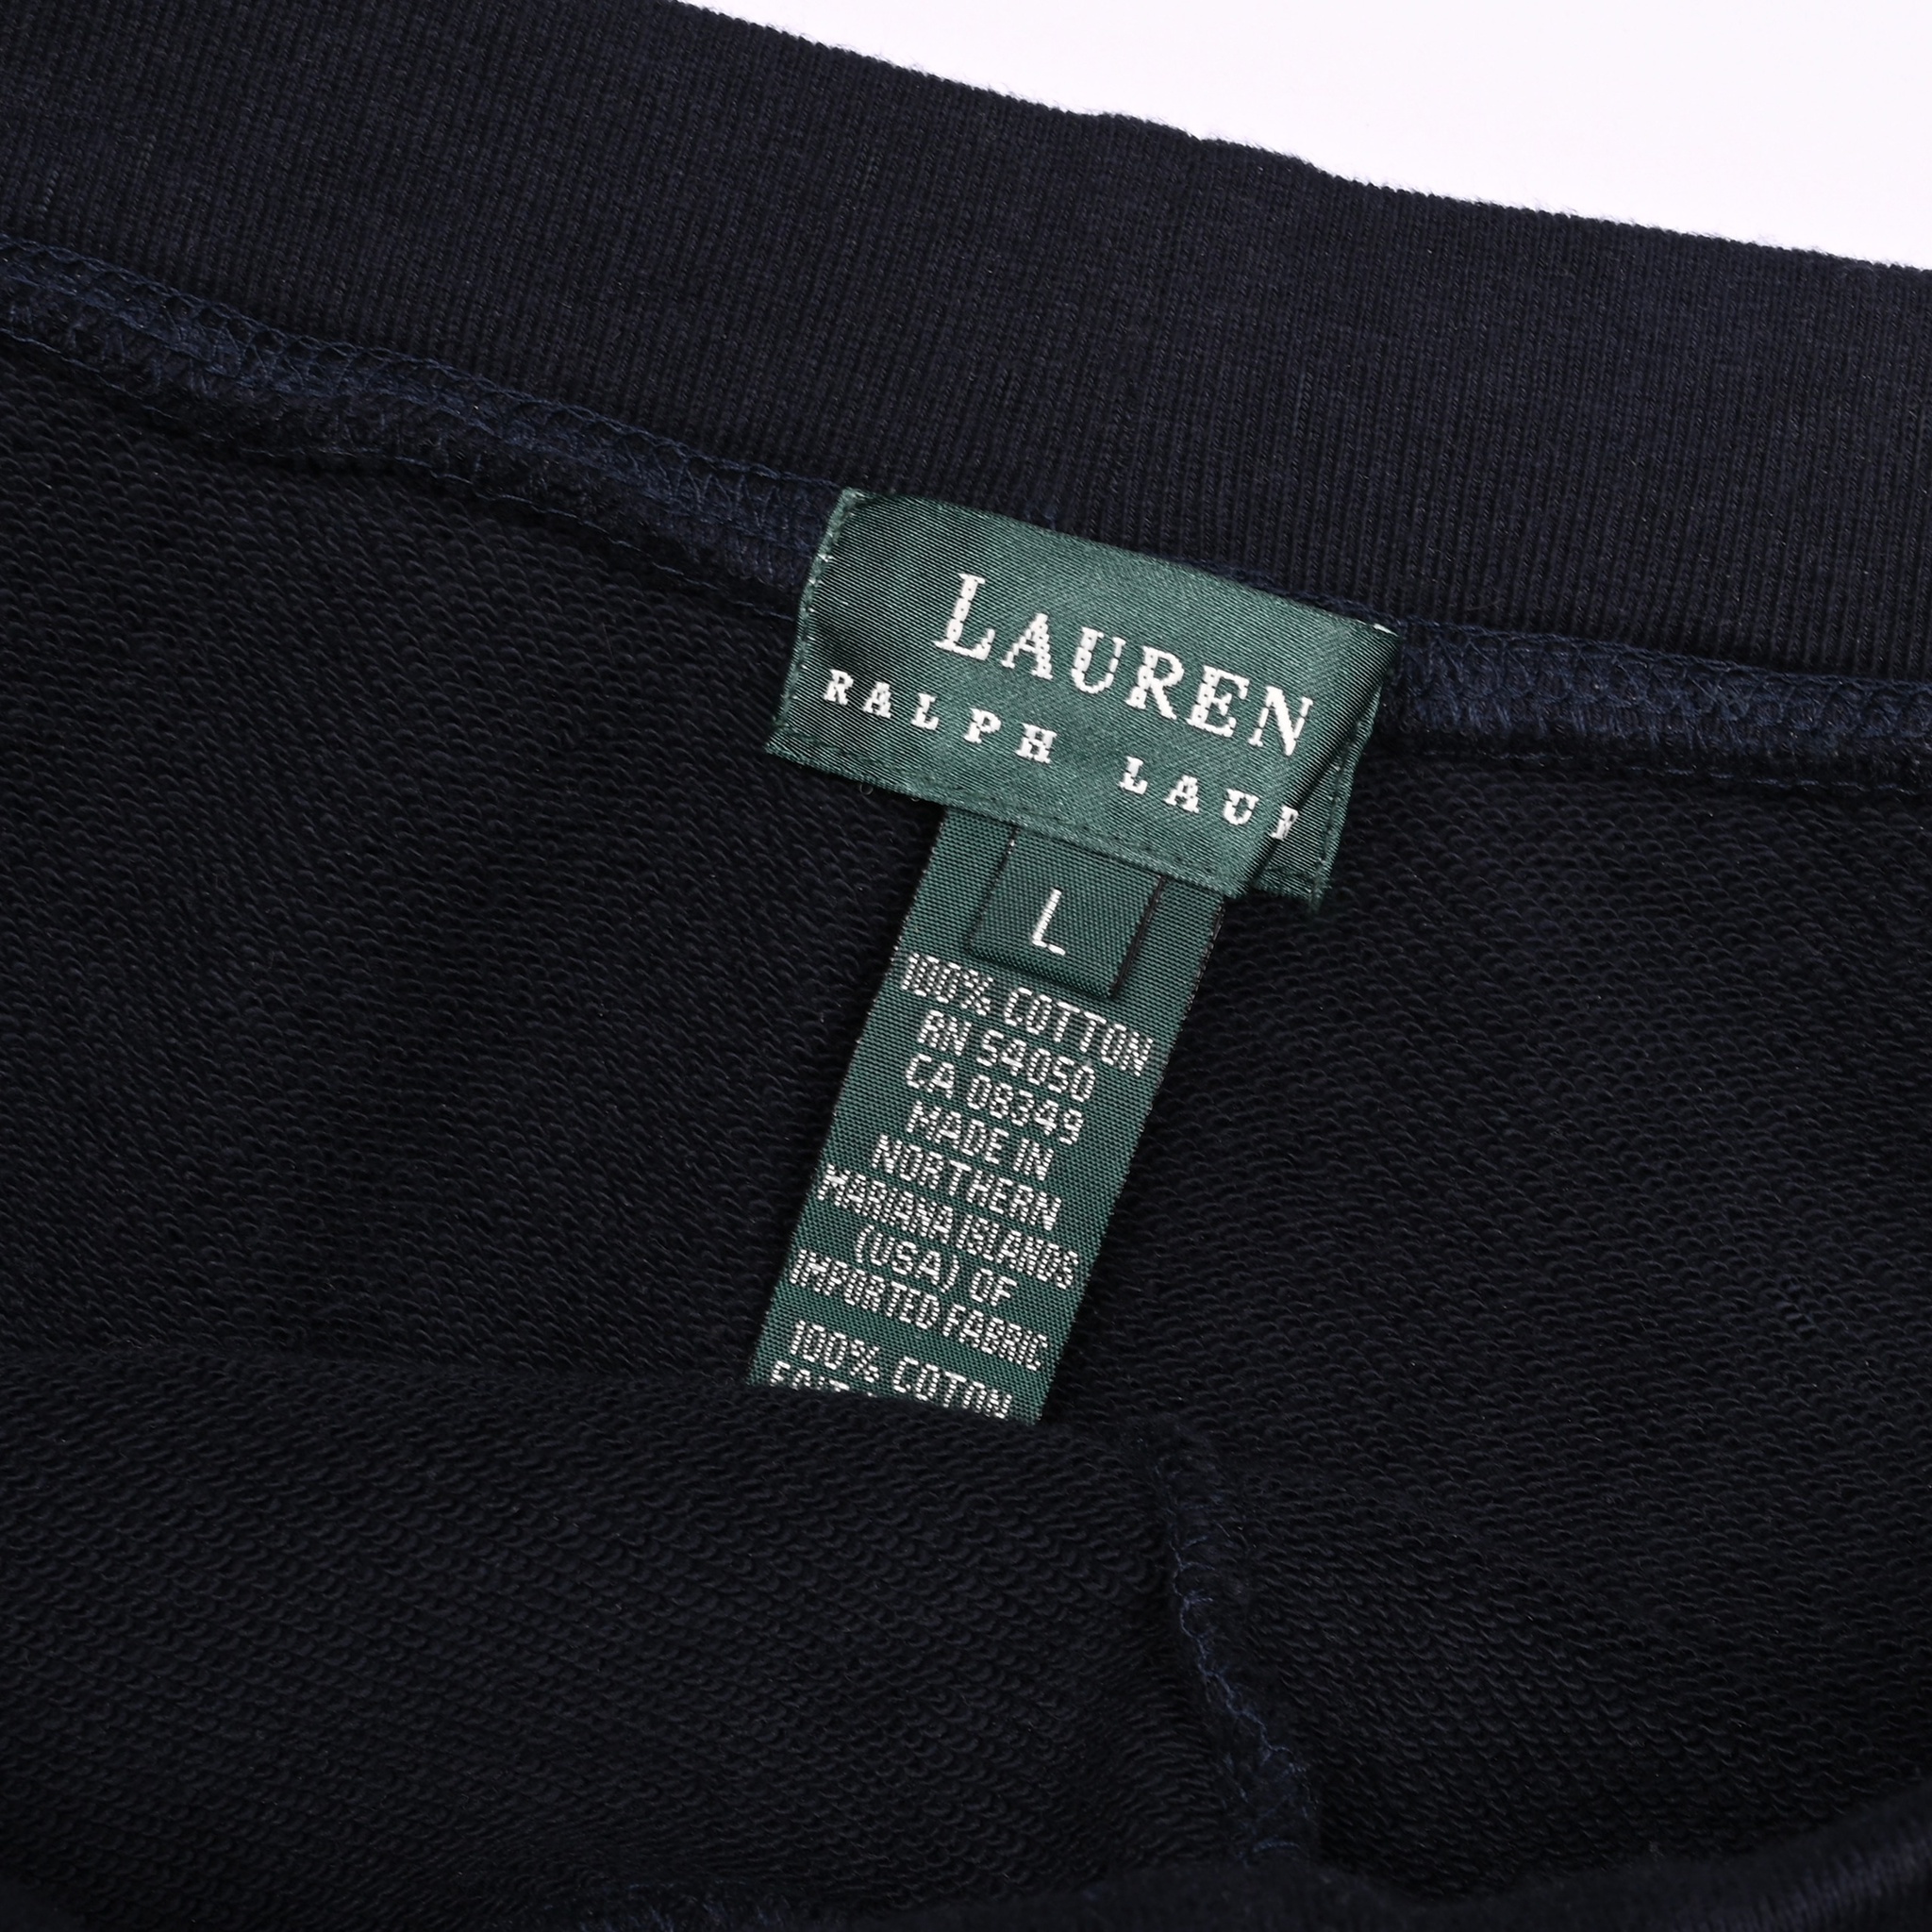 LAUREN
RALPH LAUR
L
100% COTTON
RN 54050
CA 08349
MADE IN
NORTHERN
MARIANA ISLANDS
(USA) OF
IMPORTED FABRIC
100% COTON